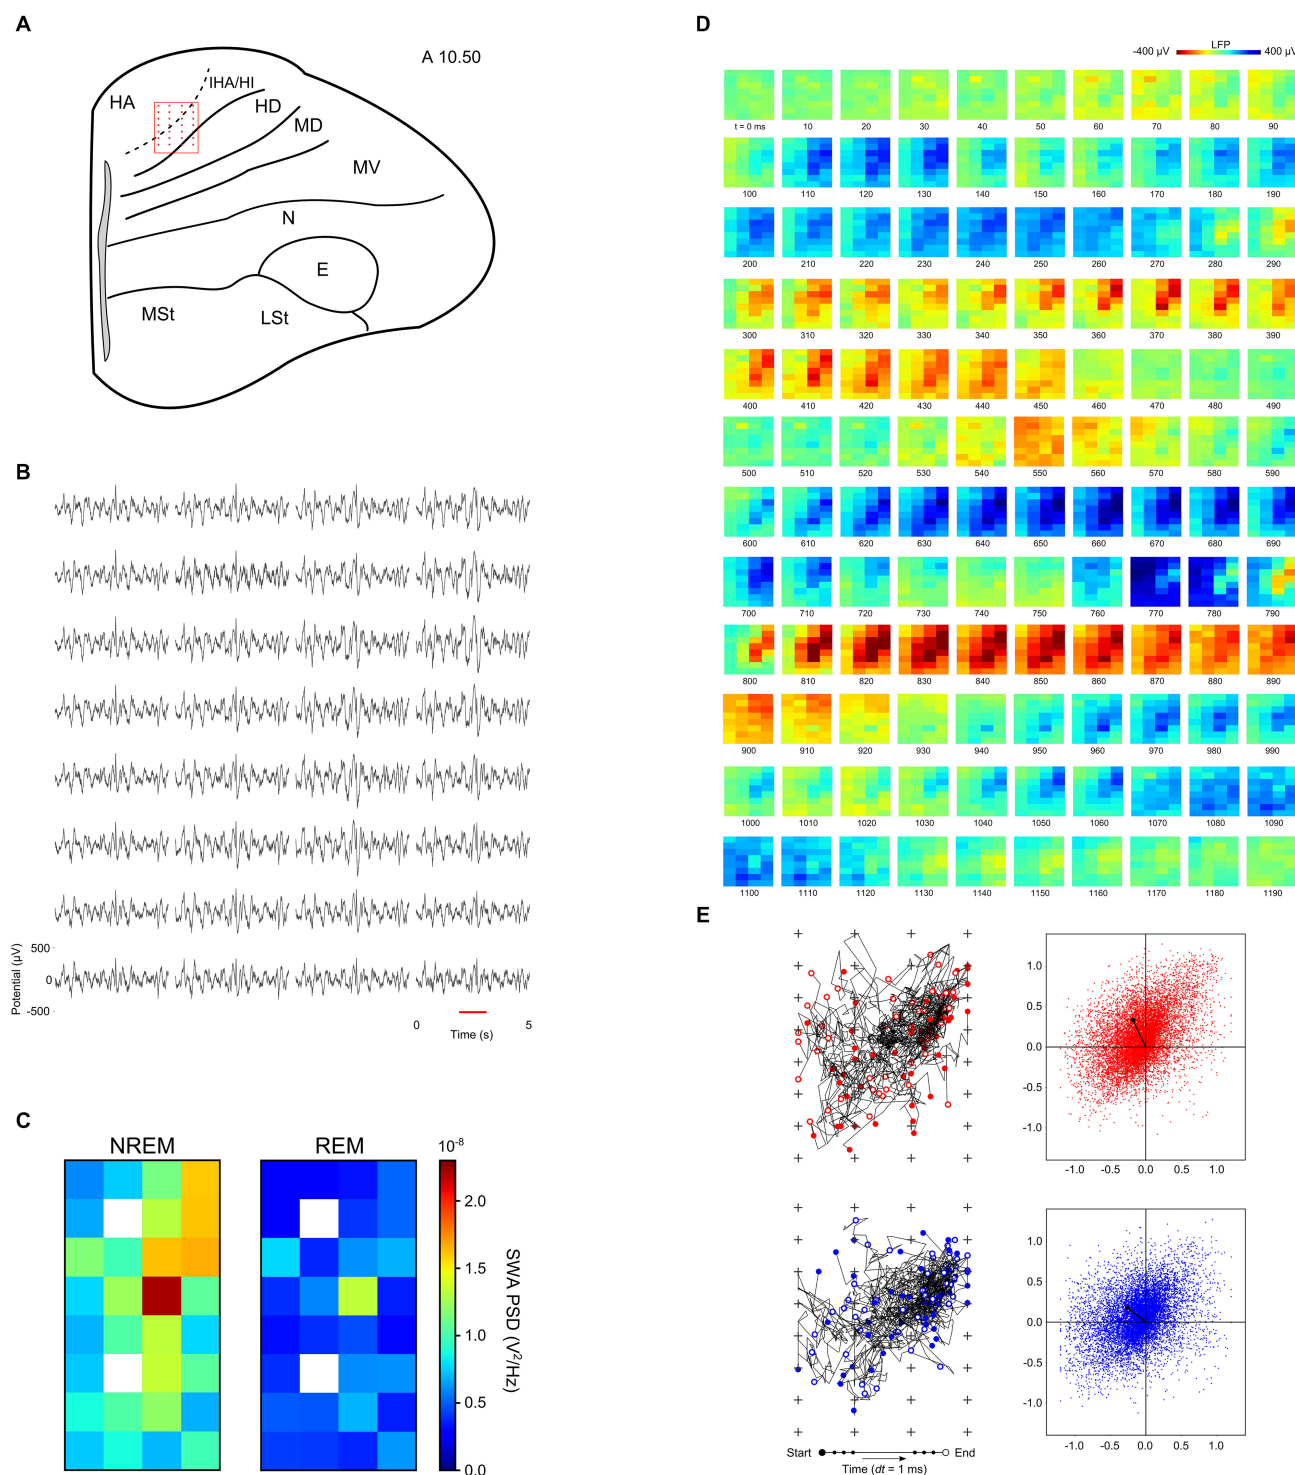 A
A 10.50
HA
IHA/HI
HD
MD
MV
N
E
MSt
LSt
B
Potential (µV)
500
0
-500
0 5
Time (s)
C
NREM REM
10⁻⁸
2.0
1.5
1.0
0.5
0.0
SWA PSD (V²/Hz)
D
LFP
-400 µV 400 µV
t = 0 ms 10 20 30 40 50 60 70 80 90
100 110 120 130 140 150 160 170 180 190
200 210 220 230 240 250 260 270 280 290
300 310 320 330 340 350 360 370 380 390
400 410 420 430 440 450 460 470 480 490
500 510 520 530 540 550 560 570 580 590
600 610 620 630 640 650 660 670 680 690
700 710 720 730 740 750 760 770 780 790
800 810 820 830 840 850 860 870 880 890
900 910 920 930 940 950 960 970 980 990
1000 1010 1020 1030 1040 1050 1060 1070 1080 1090
1100 1110 1120 1130 1140 1150 1160 1170 1180 1190
E
1.0
0.5
0.0
-0.5
-1.0
-1.0 -0.5 0.0 0.5 1.0
1.0
0.5
0.0
-0.5
-1.0
-1.0 -0.5 0.0 0.5 1.0
Start End
Time (dt = 1 ms)